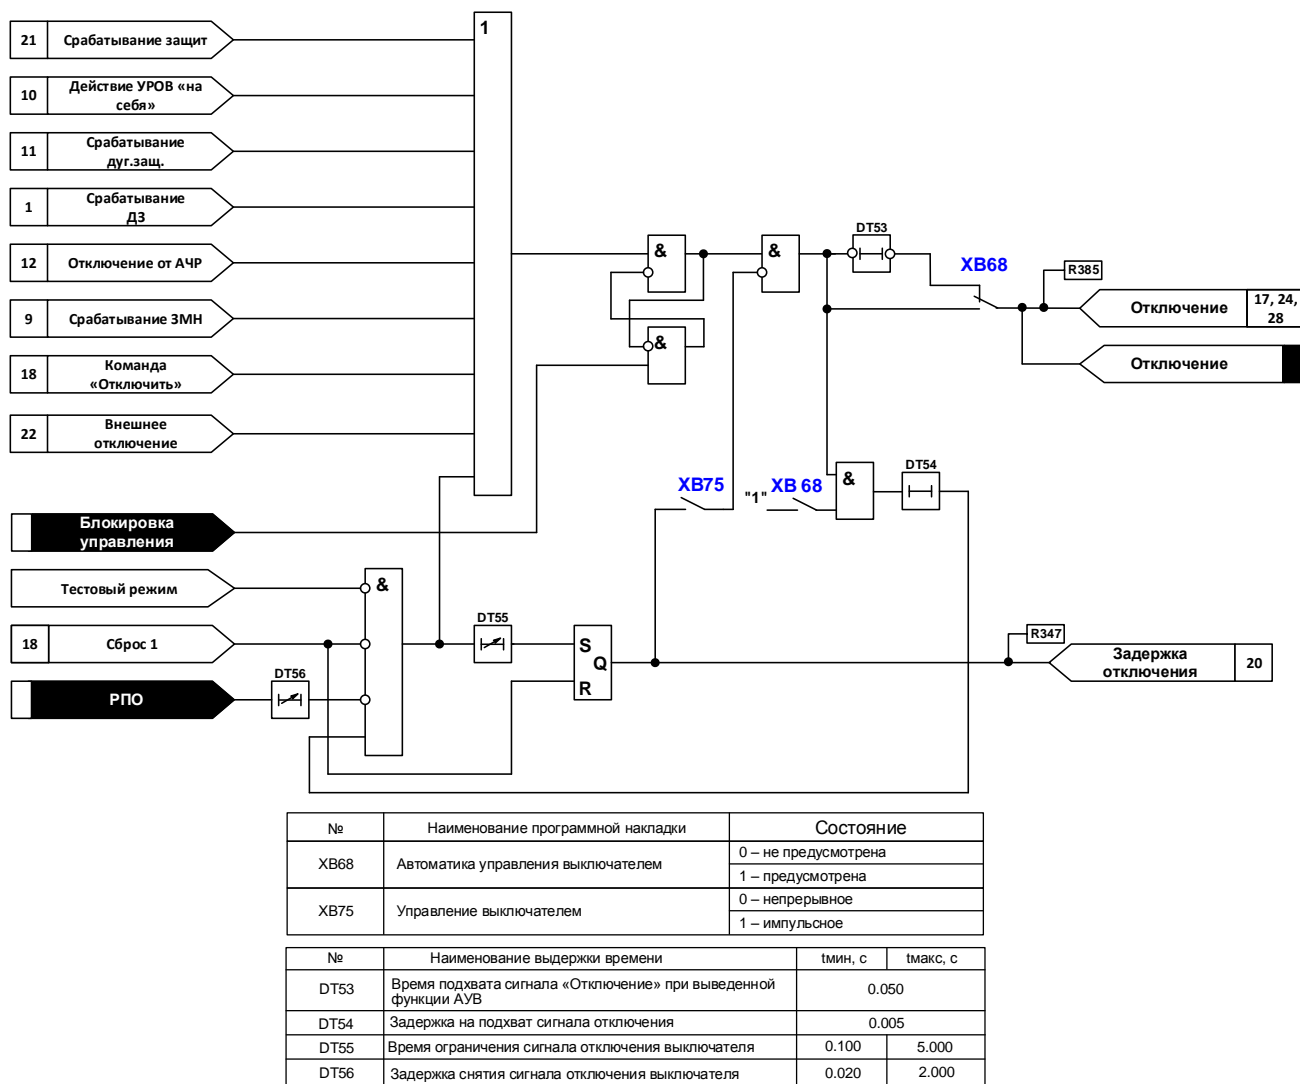 21 Срабатывание защит
10 Действие УРОВ «на
себя»
11 Срабатывание
дуг.защ.
1 Срабатывание
ДЗ
12 Отключение от АЧР
9 Срабатывание ЗМН
18 Команда
«Отключить»
22 Внешнее
отключение
Блокировка
управления
Тестовый режим
18 Сброс 1
РПО
1
&
&
&
&
&
DT53
DT54
DT55
DT56
XB68
XB75
"1" XB 68
S
Q
R
R385
Отключение 17, 24,
28
Отключение
R347
Задержка
отключения 20
№ Наименование программной накладки Состояние
XB68 Автоматика управления выключателем 0 – не предусмотрена
1 – предусмотрена
XB75 Управление выключателем 0 – непрерывное
1 – импульсное
№ Наименование выдержки времени tмин, с tмакс, с
DT53 Время подхвата сигнала «Отключение» при выведенной
функции АУВ 0.050
DT54 Задержка на подхват сигнала отключения 0.005
DT55 Время ограничения сигнала отключения выключателя 0.100 5.000
DT56 Задержка снятия сигнала отключения выключателя 0.020 2.000